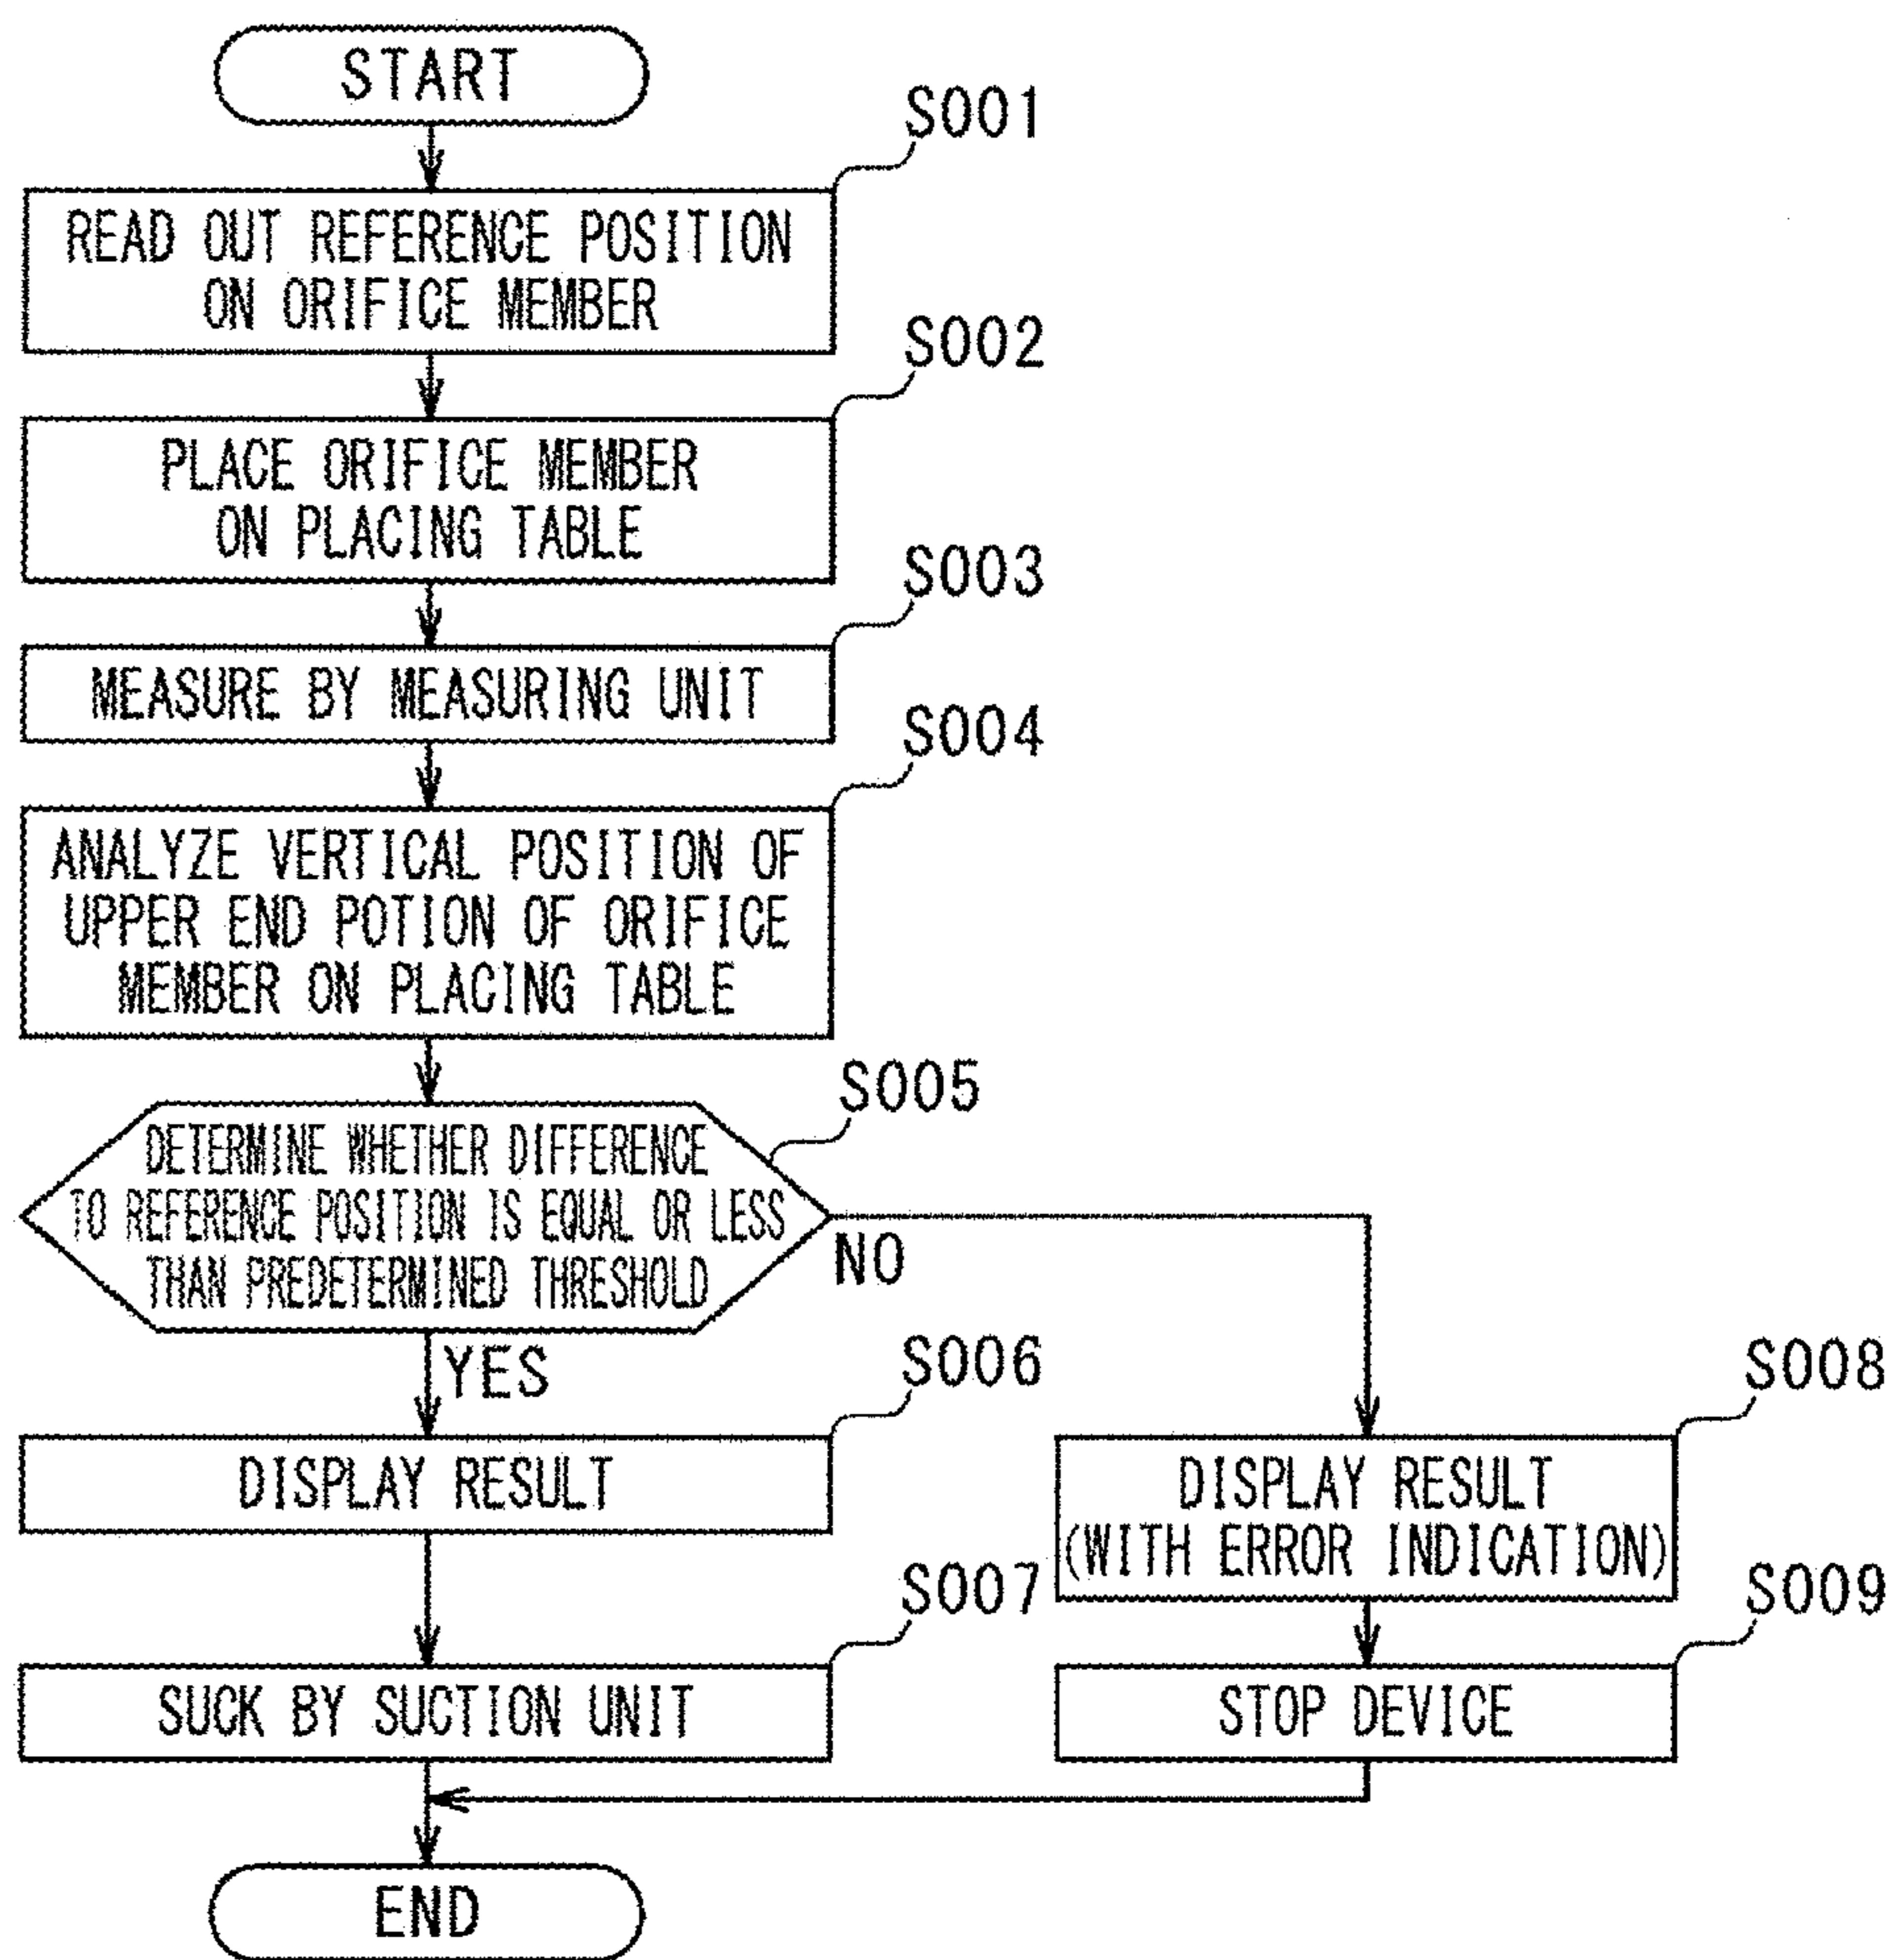 START
S001
READ OUT REFERENCE POSITION
ON ORIFICE MEMBER
S002
PLACE ORIFICE MEMBER
ON PLACING TABLE
S003
MEASURE BY MEASURING UNIT
S004
ANALYZE VERTICAL POSITION OF
UPPER END POTION OF ORIFICE
MEMBER ON PLACING TABLE
S005
DETERMINE WHETHER DIFFERENCE
TO REFERENCE POSITION IS EQUAL OR LESS
THAN PREDETERMINED THRESHOLD
NO
YES
S006
DISPLAY RESULT
S007
SUCK BY SUCTION UNIT
S008
DISPLAY RESULT
(WITH ERROR INDICATION)
S009
STOP DEVICE
END